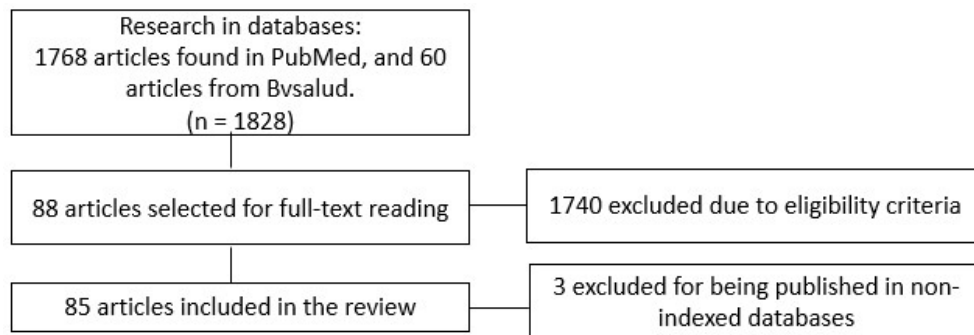 Research in databases:
1768 articles found in PubMed, and 60
articles from Bvsalud.
(n = 1828)
88 articles selected for full-text reading
1740 excluded due to eligibility criteria
85 articles included in the review
3 excluded for being published in non-
indexed databases